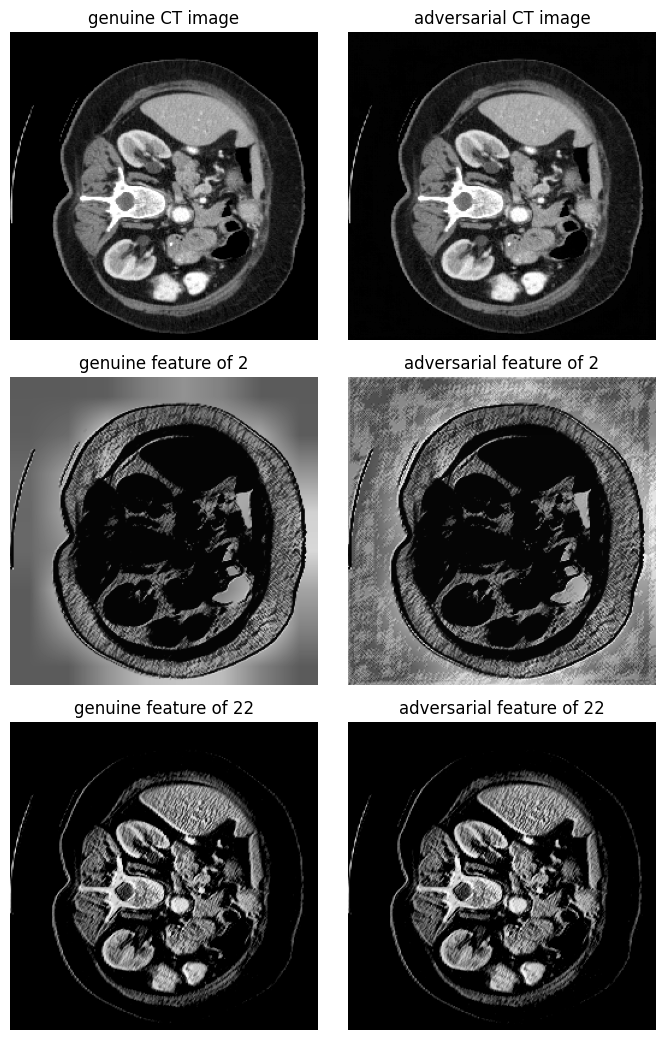 genuine CT image
adversarial CT image
genuine feature of 2
adversarial feature of 2
genuine feature of 22
adversarial feature of 22